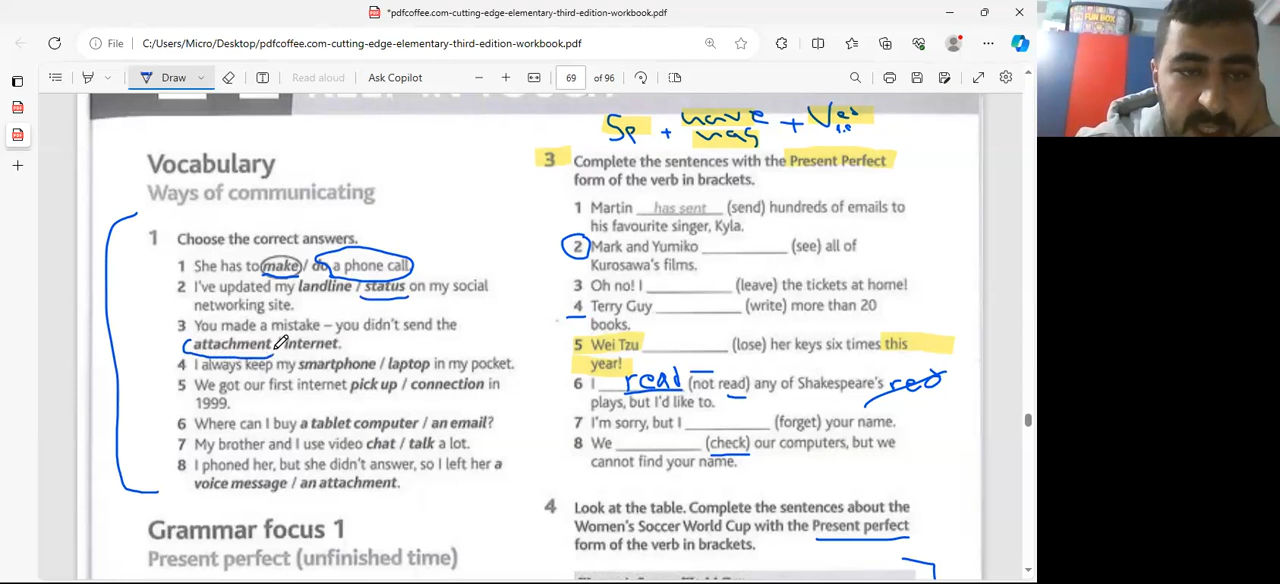 *pdfcoffee.com-cutting-edge-elementary-third-edition-workbook.pdf
File C:/Users/Micro/Desktop/pdfcoffee.com-cutting-edge-elementary-third-edition-workbook.pdf
Draw Read aloud Ask Copilot 69 of 96
FUN BOX
Vocabulary
Ways of communicating
1 Choose the correct answers.
1 She has to make / do a phone call.
2 I've updated my landline / status on my social
networking site.
3 You made a mistake – you didn't send the
attachment / internet.
4 I always keep my smartphone / laptop in my pocket.
5 We got our first internet pick up / connection in
1999.
6 Where can I buy a tablet computer / an email?
7 My brother and I use video chat / talk a lot.
8 I phoned her, but she didn't answer, so I left her a
voice message / an attachment.
Grammar focus 1
Present perfect (unfinished time)
+ have +
has
3 Complete the sentences with the Present Perfect
form of the verb in brackets.
1 Martin has sent (send) hundreds of emails to
his favourite singer, Kyla.
2 Mark and Yumiko __________ (see) all of
Kurosawa's films.
3 Oh no! I __________ (leave) the tickets at home!
4 Terry Guy __________ (write) more than 20
books.
5 Wei Tzu __________ (lose) her keys six times this
year!
6 I read (not read) any of Shakespeare's red
plays, but I'd like to.
7 I'm sorry, but I __________ (forget) your name.
8 We __________ (check) our computers, but we
cannot find your name.
4 Look at the table. Complete the sentences about the
Women's Soccer World Cup with the Present perfect
form of the verb in brackets.